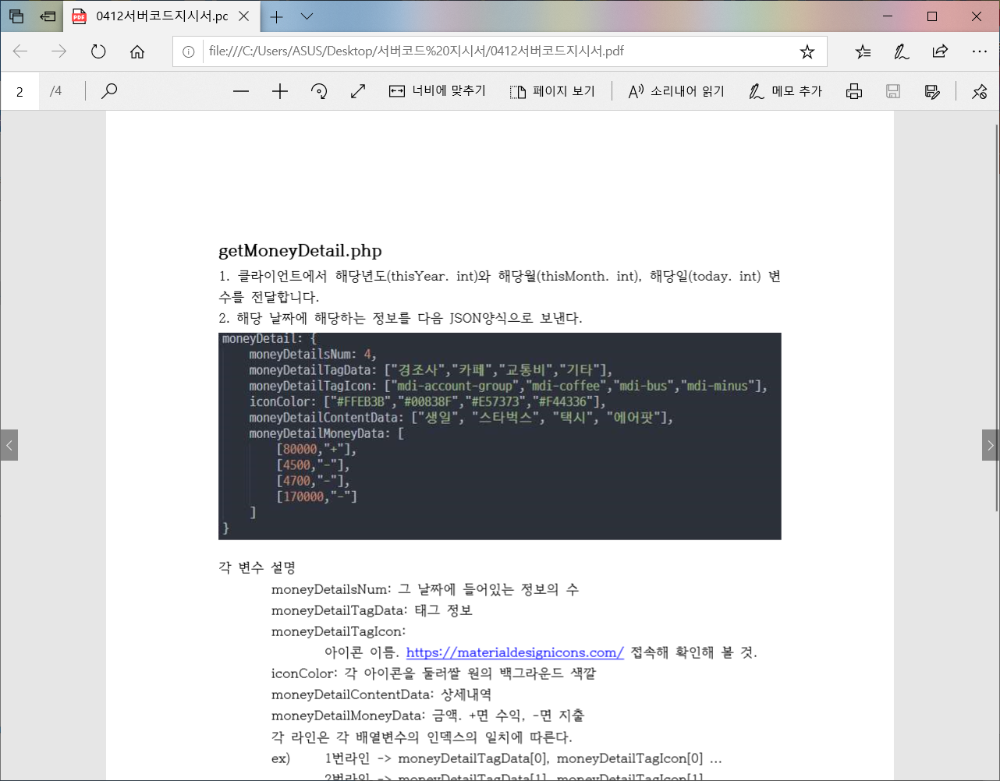 0412서버코드지시서.pc
file:///C:/Users/ASUS/Desktop/서버코드%20지시서/0412서버코드지시서.pdf
2 /4 너비에 맞추기 페이지 보기 소리내어 읽기 메모 추가
getMoneyDetail.php
1. 클라이언트에서 해당년도(thisYear. int)와 해당월(thisMonth. int), 해당일(today. int) 변
수를 전달합니다.
2. 해당 날짜에 해당하는 정보를 다음 JSON양식으로 보낸다.
moneyDetail: {
moneyDetailsNum: 4,
moneyDetailTagData: ["경조사","카페","교통비","기타"],
moneyDetailTagIcon: ["mdi-account-group","mdi-coffee","mdi-bus","mdi-minus"],
iconColor: ["#FFEB3B","#00838F","#E57373","#F44336"],
moneyDetailContentData: ["생일", "스타벅스", "택시", "에어팟"],
moneyDetailMoneyData: [
[80000,"+"],
[4500,"-"],
[4700,"-"],
[170000,"-"]
]
}
각 변수 설명
moneyDetailsNum: 그 날짜에 들어있는 정보의 수
moneyDetailTagData: 태그 정보
moneyDetailTagIcon:
아이콘 이름. https://materialdesignicons.com/ 접속해 확인해 볼 것.
iconColor: 각 아이콘을 둘러쌀 원의 백그라운드 색깔
moneyDetailContentData: 상세내역
moneyDetailMoneyData: 금액. +면 수익, -면 지출
각 라인은 각 배열변수의 인덱스의 일치에 따른다.
ex) 1번라인 -> moneyDetailTagData[0], moneyDetailTagIcon[0] ...
2번라인 -> moneyDetailTagData[1], moneyDetailTagIcon[1]